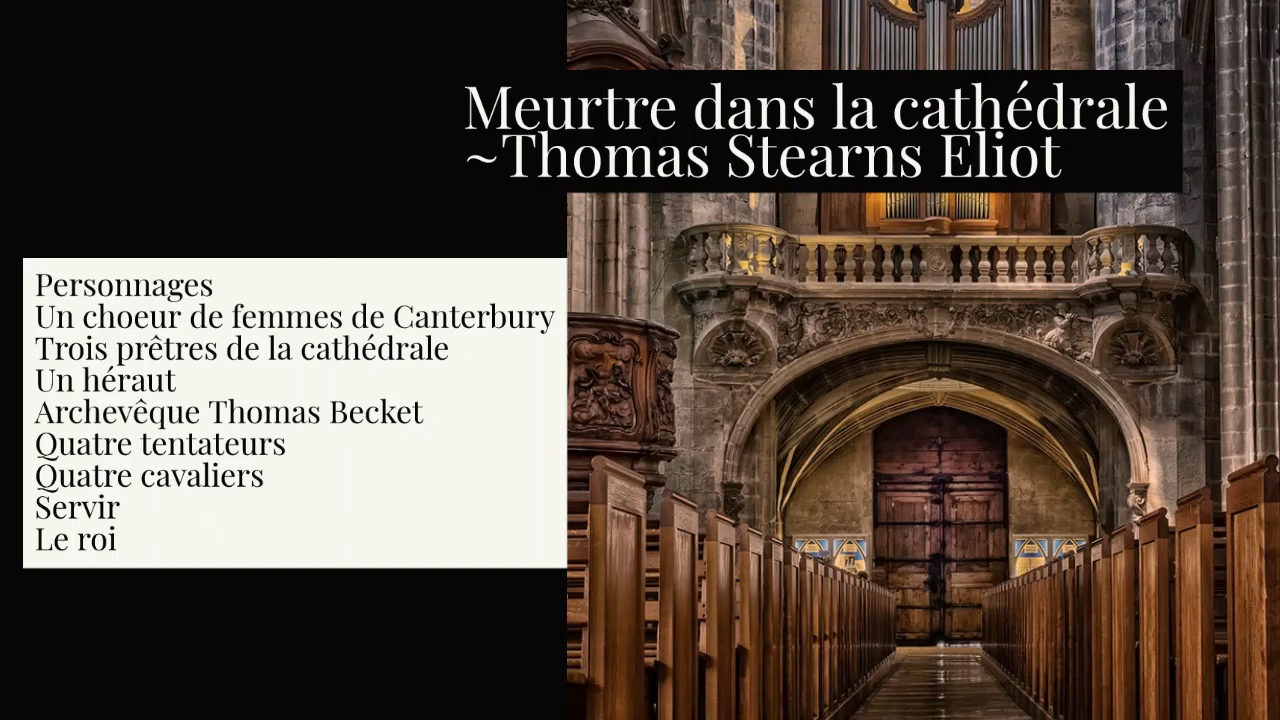 Meurtre dans la cathédrale
~Thomas Stearns Eliot
Personnages
Un choeur de femmes de Canterbury
Trois prêtres de la cathédrale
Un héraut
Archevêque Thomas Becket
Quatre tentateurs
Quatre cavaliers
Servir
Le roi